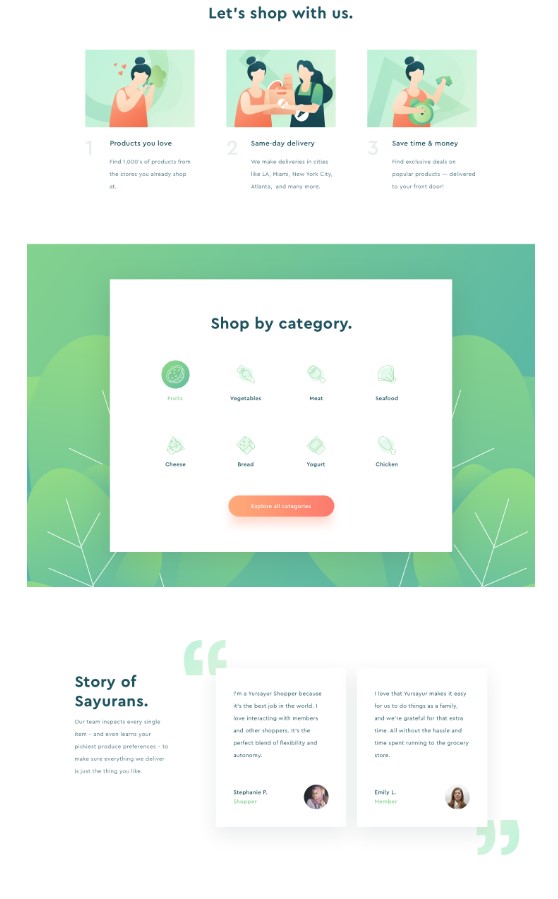 Let's shop with us.
1
Products you love
Find 1,000's of products from
the stores you already shop
at.
2
Same-day delivery
We make deliveries in cities
like LA, Miami, New York City,
Atlanta, and many more.
3
Save time & money
Find exclusive deals on
popular products — delivered
to your front door!
Shop by category.
Fruits
Vegetables
Meat
Seafood
Cheese
Bread
Yogurt
Chicken
Explore all categories
Story of
Sayurans.
Our team inspects every single
item – and even learns your
pickiest produce preferences – to
make sure everything we deliver
is just the thing you like.
“
I'm a Yursayur Shopper because
it's the best job in the world. I
love interacting with members
and other shoppers. It's the
perfect blend of flexibility and
autonomy.
Stephanie P.
Shopper
I love that Yursayur makes it easy
for us to do things as a family,
and we're grateful for that extra
time. All without the hassle and
time spent running to the grocery
store.
Emily L.
Member
”